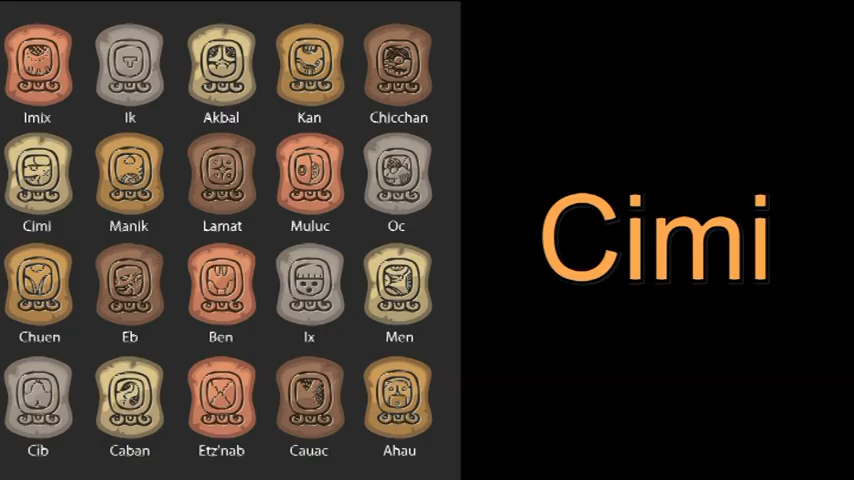 Imix Ik Akbal Kan Chicchan
Cimi Manik Lamat Muluc Oc
Chuen Eb Ben Ix Men
Cib Caban Etz'nab Cauac Ahau
Cimi